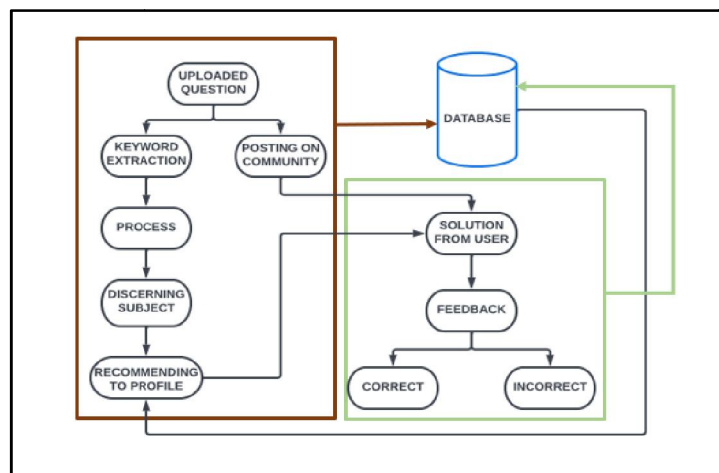 UPLOADED
QUESTION
KEYWORD
EXTRACTION
POSTING ON
COMMUNITY
DATABASE
PROCESS
SOLUTION
FROM USER
DISCERNING
SUBJECT
FEEDBACK
RECOMMENDING
TO PROFILE
CORRECT
INCORRECT